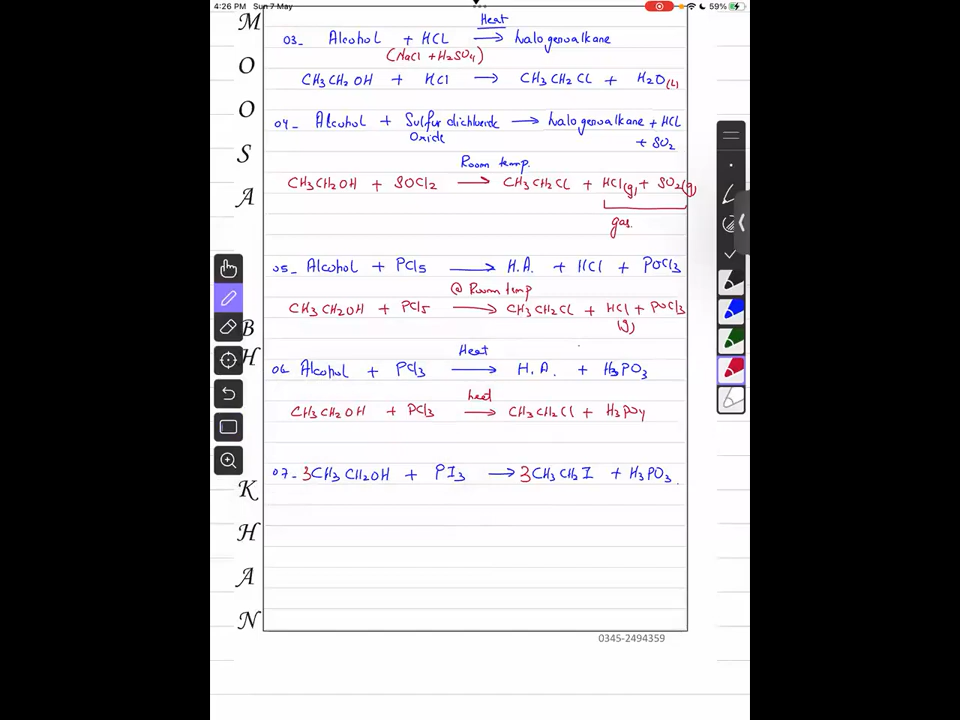 4:26 PM Sun 7 May 59%
M O O S A B H K H A N
Heat
03_ Alcohol + HCL → halogenoalkane
(NaCl + H2SO4)
CH3CH2OH + HCl → CH3CH2CL + H2O(l)
04_ Alcohol + Sulfur dichloride → halogenoalkane + HCL
Oxide + SO2
Room temp.
CH3CH2OH + SOCl2 → CH3CH2CL + HCl(g) + SO2(g)
gas.
05_ Alcohol + PCl5 → H.A. + HCl + POCl3
@ Room temp
CH3CH2OH + PCl5 → CH3CH2CL + HCl + POCl3
(g)
Heat
06_ Alcohol + PCl3 → H.A. + H3PO3
heat
CH3CH2OH + PCl3 → CH3CH2Cl + H3PO4
07_ 3CH3CH2OH + PI3 → 3CH3CH2I + H3PO3.
0345-2494359